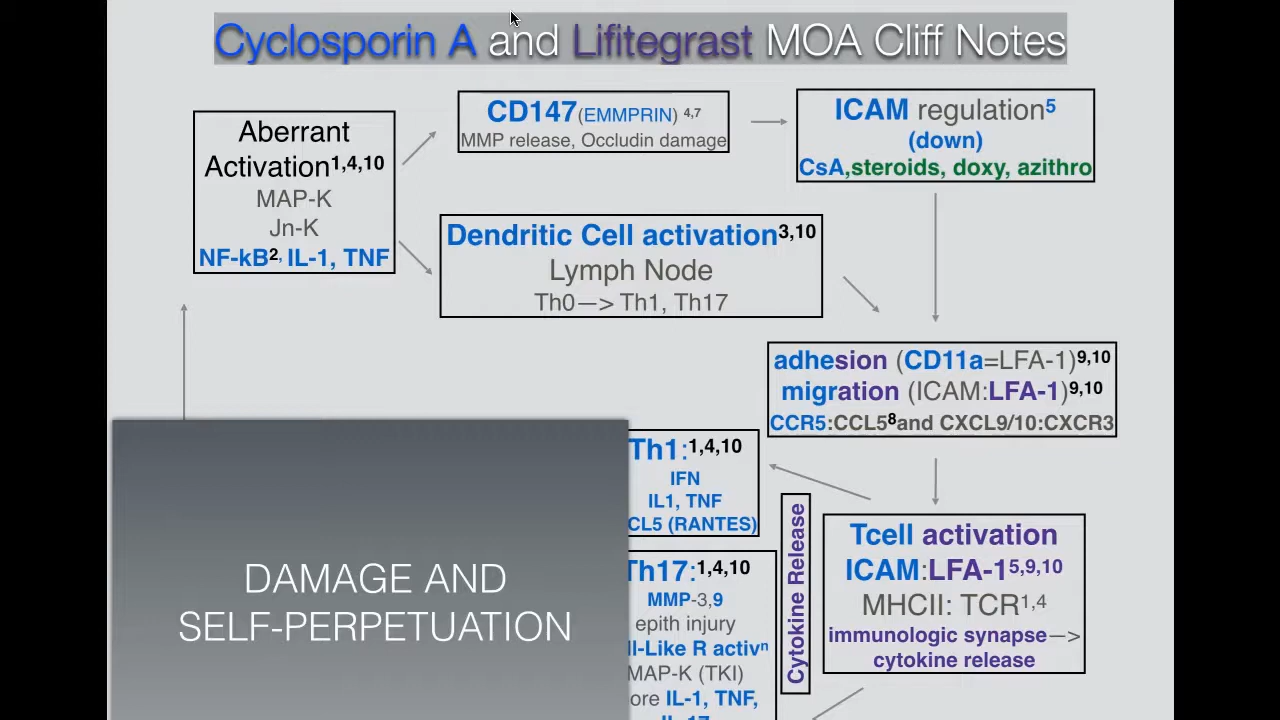 Cyclosporin A and Lifitegrast MOA Cliff Notes
Aberrant
Activation1,4,10
MAP-K
Jn-K
NF-kB2, IL-1, TNF
CD147(EMMPRIN) 4,7
MMP release, Occludin damage
ICAM regulation5
(down)
CsA,steroids, doxy, azithro
Dendritic Cell activation3,10
Lymph Node
Th0—> Th1, Th17
adhesion (CD11a=LFA-1)9,10
migration (ICAM:LFA-1)9,10
CCR5:CCL58and CXCL9/10:CXCR3
Th1:1,4,10
IFN
IL1, TNF
CL5 (RANTES)
Th17:1,4,10
MMP-3,9
epith injury
ll-Like R activn
MAP-K (TKI)
ore IL-1, TNF,
Cytokine Release
Tcell activation
ICAM:LFA-15,9,10
MHCII: TCR1,4
immunologic synapse—>
cytokine release
DAMAGE AND
SELF-PERPETUATION